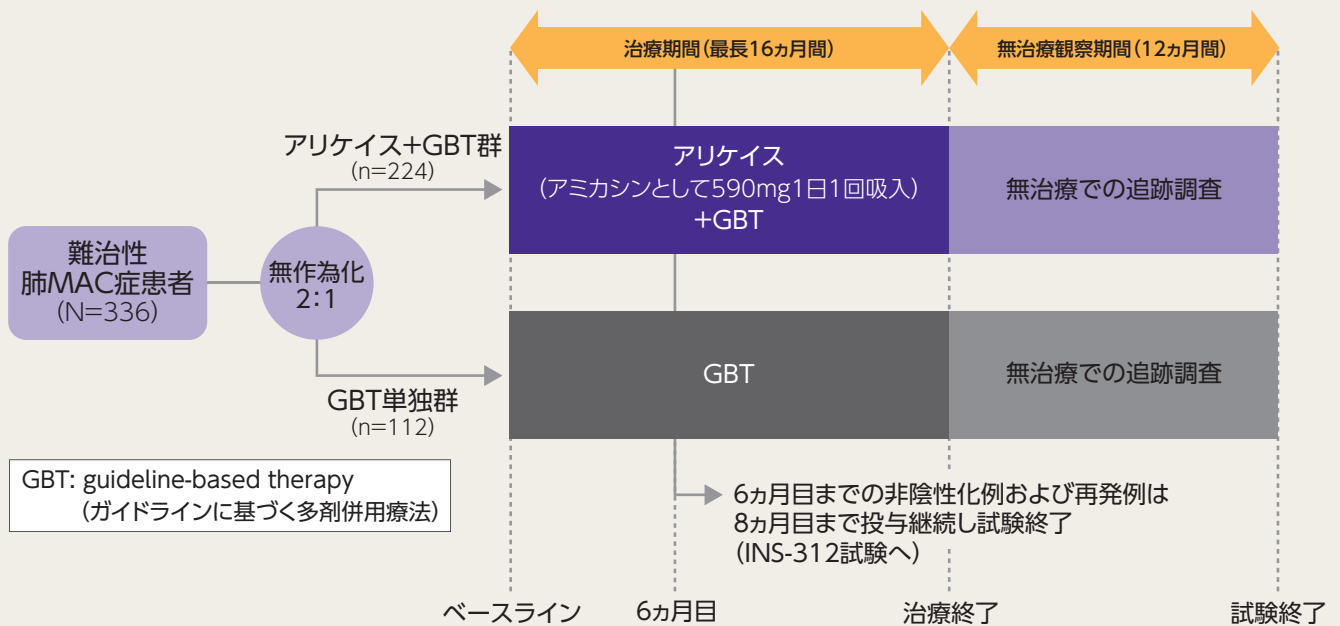 治療期間(最長16ヵ月間)
無治療観察期間(12ヵ月間)
アリケイス+GBT群
(n=224)
アリケイス
(アミカシンとして590mg1日1回吸入)
+GBT
無治療での追跡調査
難治性
肺MAC症患者
(N=336)
無作為化
2:1
GBT
無治療での追跡調査
GBT単独群
(n=112)
GBT: guideline-based therapy
(ガイドラインに基づく多剤併用療法)
6ヵ月目までの非陰性化例および再発例は
8ヵ月目まで投与継続し試験終了
(INS-312試験へ)
ベースライン
6ヵ月目
治療終了
試験終了